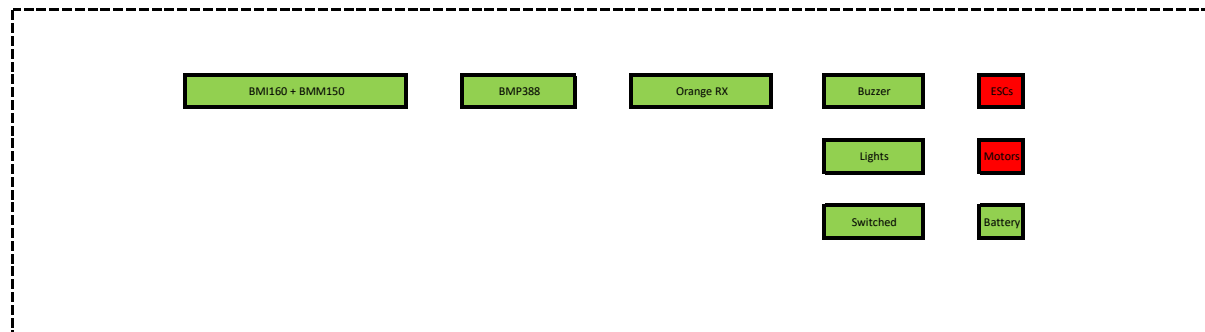 BMI160 + BMM150
BMP388
Orange RX
Buzzer
ESCs
Lights
Motors
Switched
Battery